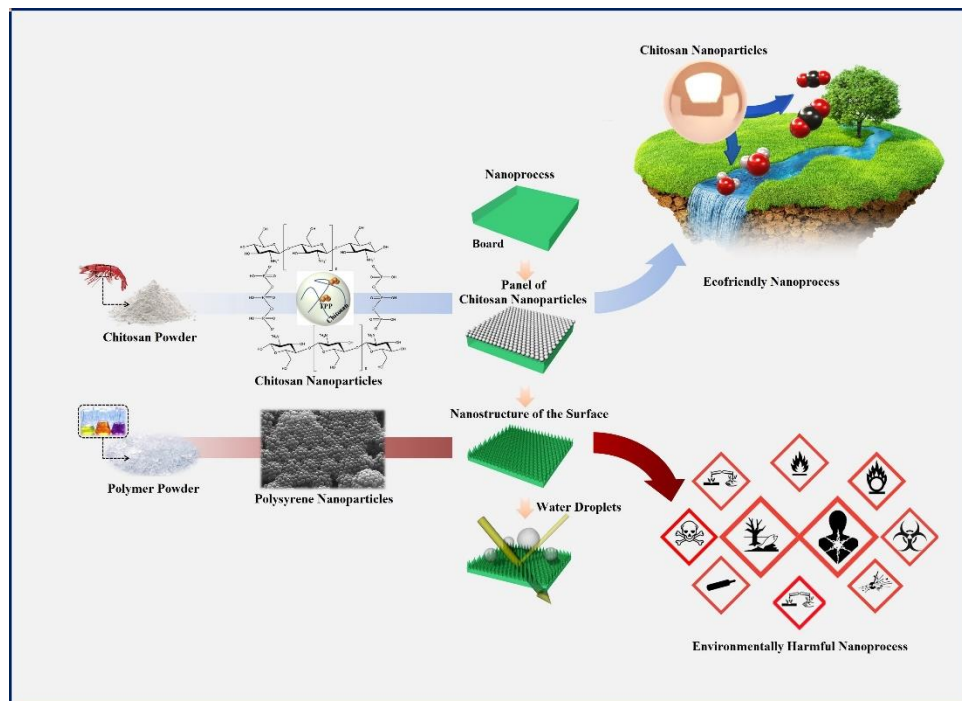 Chitosan Nanoparticles
Nanoprocess
Board
Ecofriendly Nanoprocess
Panel of
Chitosan Nanoparticles
TPP
Chitosan
Chitosan Powder
Chitosan Nanoparticles
Nanostructure of the Surface
Polymer Powder
Polysyrene Nanoparticles
Water Droplets
Environmentally Harmful Nanoprocess